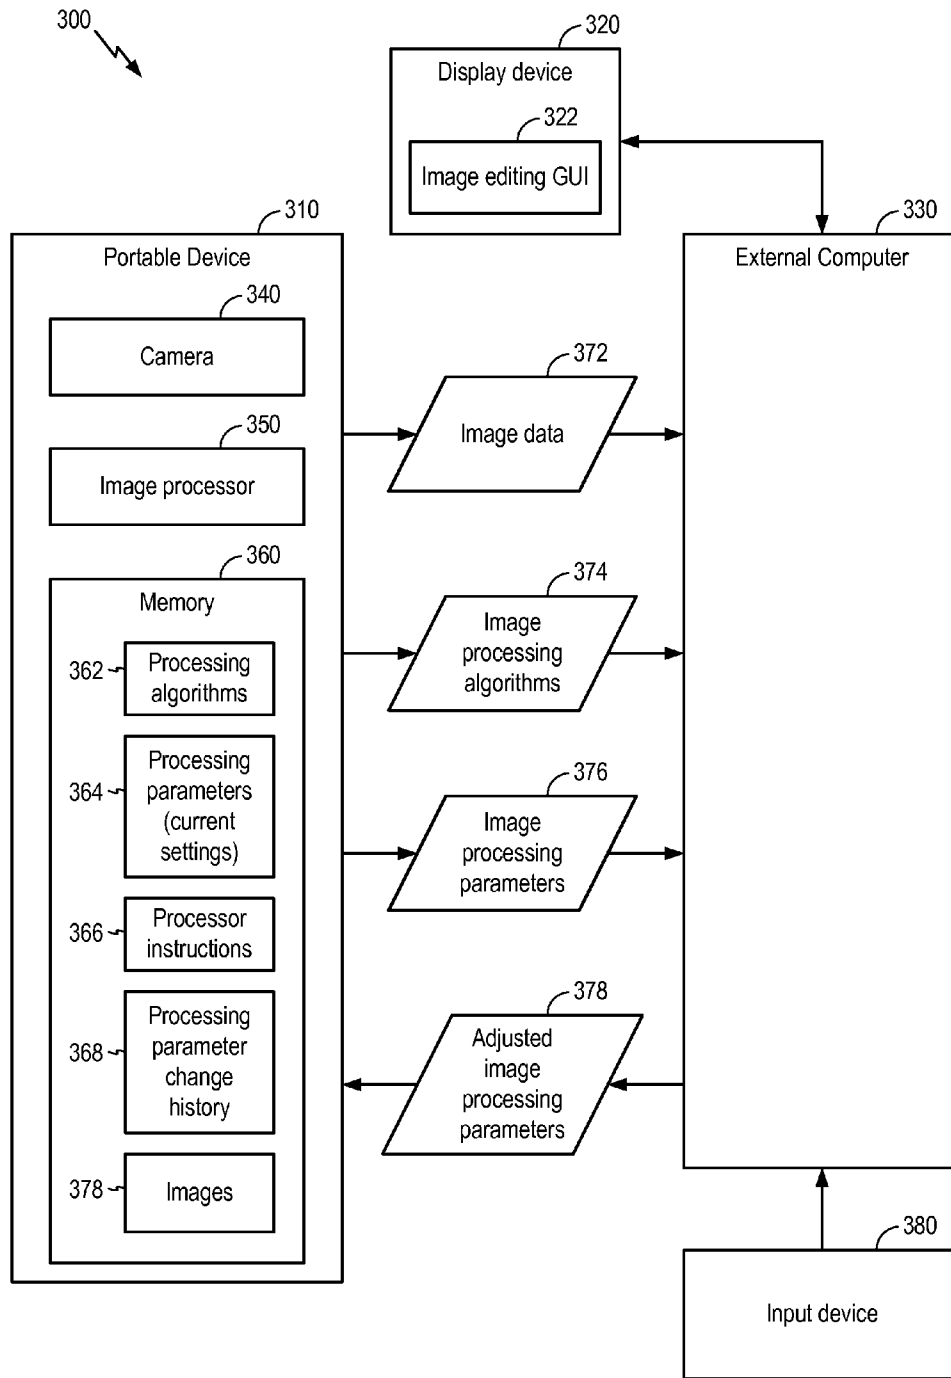 300
320
Display device
322
Image editing GUI
310
Portable Device
330
External Computer
340
Camera
372
Image data
350
Image processor
360
Memory
374
Image
processing
algorithms
362
Processing
algorithms
364
Processing
parameters
(current
settings)
376
Image
processing
parameters
366
Processor
instructions
368
Processing
parameter
change
history
378
Adjusted
image
processing
parameters
378
Images
380
Input device